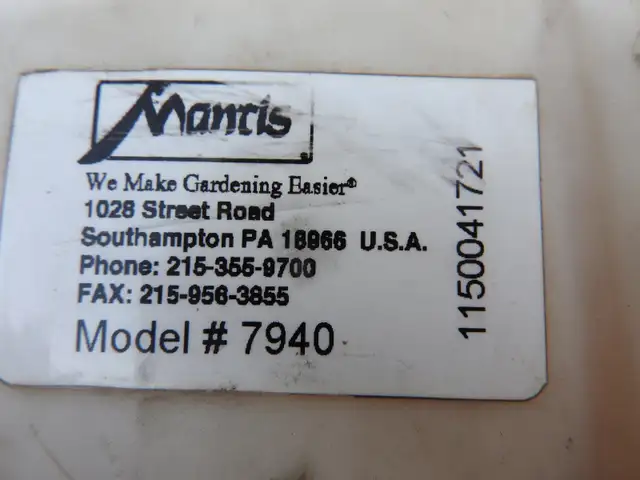 Mantis
We Make Gardening Easier®
1028 Street Road
Southampton PA 18966 U.S.A.
Phone: 215-355-9700
FAX: 215-956-3855
Model # 7940
1150041721